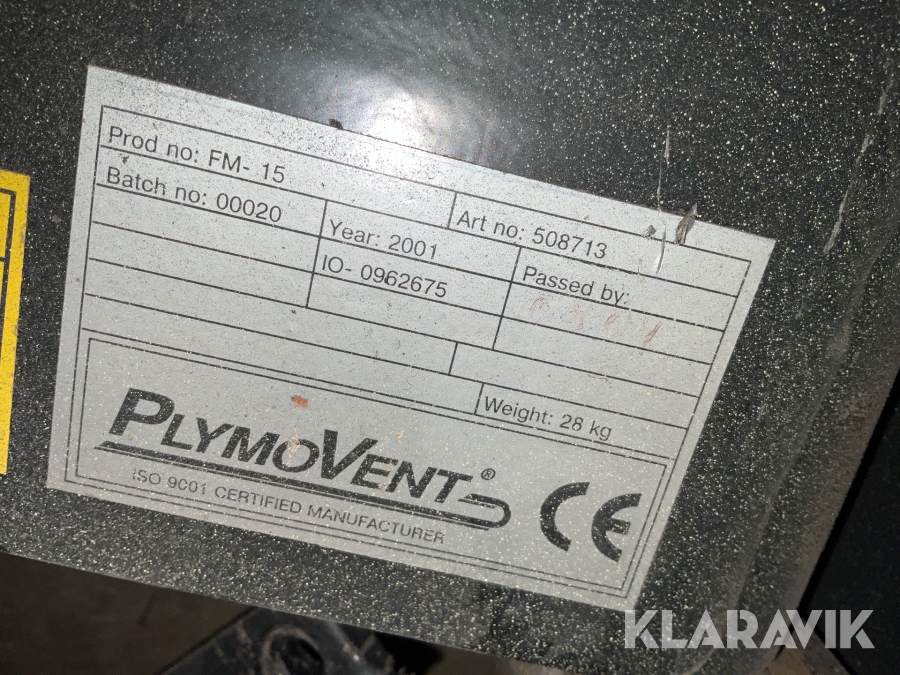 Prod no: FM- 15
Art no: 508713
Batch no: 00020
Year: 2001
Passed by:
IO- 0962675
Weight: 28 kg
PLYMOVENT®
ISO 9001 CERTIFIED MANUFACTURER
CE
KLARAVIK